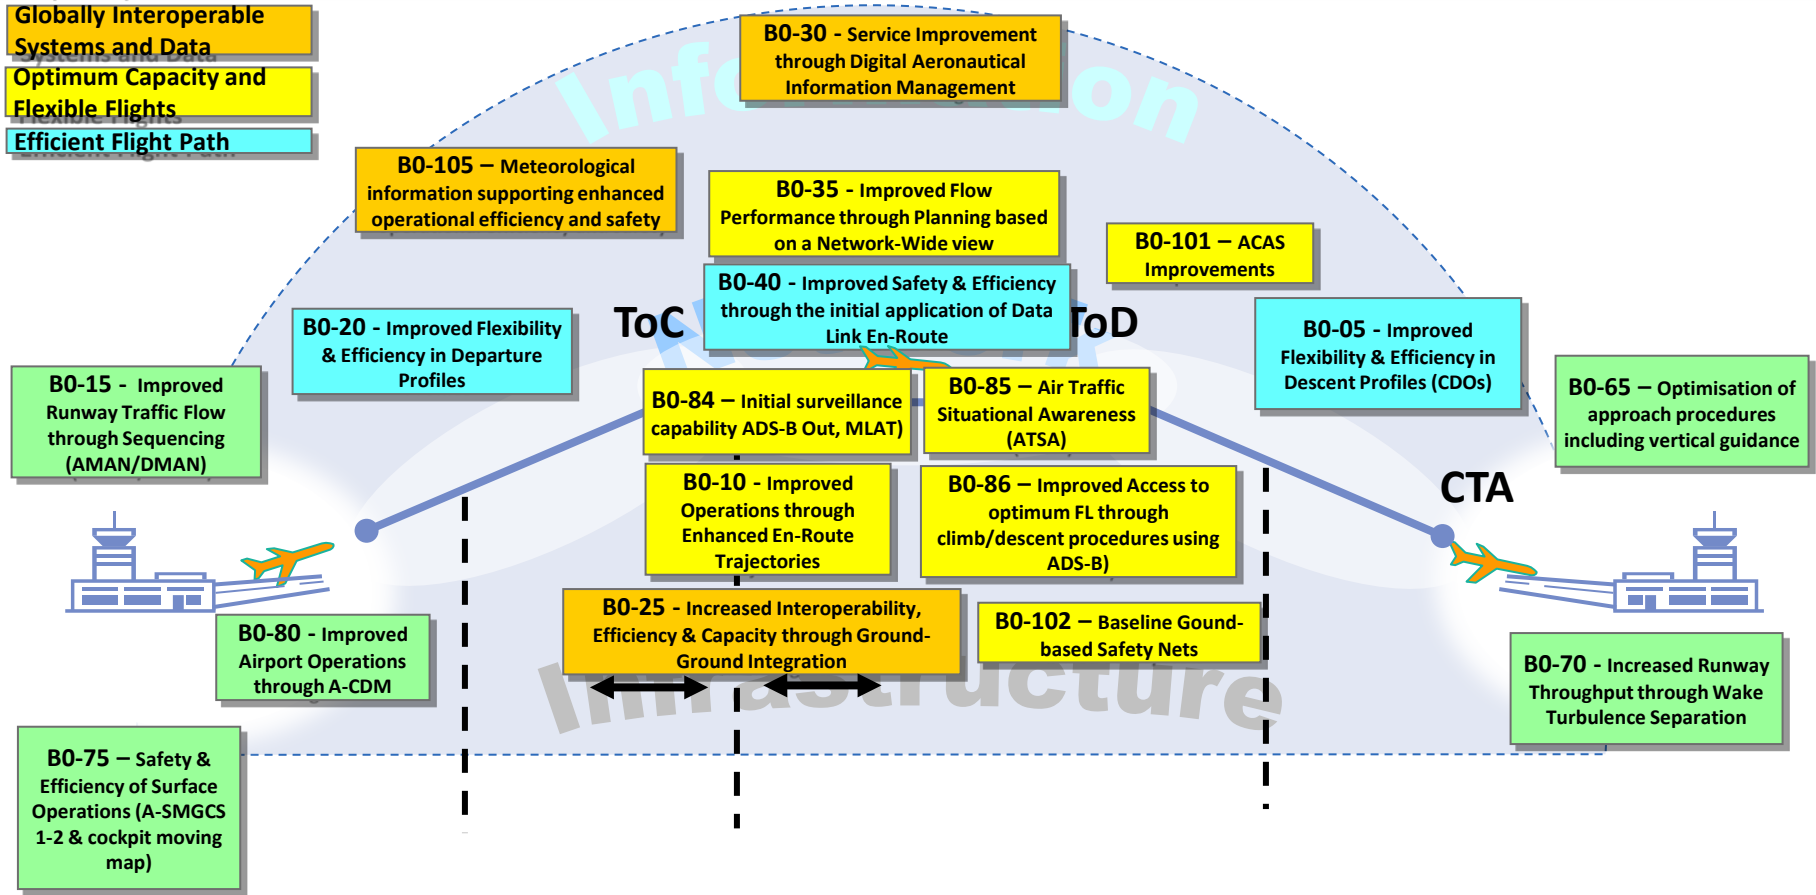 Globally Interoperable
Systems and Data
Optimum Capacity and
Flexible Flights
Efficient Flight Path
B0-30 - Service Improvement
through Digital Aeronautical
Information Management
Information
B0-105 – Meteorological
information supporting enhanced
operational efficiency and safety
B0-35 - Improved Flow
Performance through Planning based
on a Network-Wide view
B0-101 – ACAS
Improvements
B0-40 - Improved Safety & Efficiency
through the initial application of Data
Link En-Route
ToC
ToD
B0-20 - Improved Flexibility
& Efficiency in Departure
Profiles
B0-05 - Improved
Flexibility & Efficiency in
Descent Profiles (CDOs)
B0-15 - Improved
Runway Traffic Flow
through Sequencing
(AMAN/DMAN)
B0-84 – Initial surveillance
capability ADS-B Out, MLAT)
B0-85 – Air Traffic
Situational Awareness
(ATSA)
B0-65 – Optimisation of
approach procedures
including vertical guidance
B0-10 - Improved
Operations through
Enhanced En-Route
Trajectories
B0-86 – Improved Access to
optimum FL through
climb/descent procedures using
ADS-B)
CTA
B0-25 - Increased Interoperability,
Efficiency & Capacity through Ground-
Ground Integration
B0-102 – Baseline Gound-
based Safety Nets
B0-80 - Improved
Airport Operations
through A-CDM
Infrastructure
B0-70 - Increased Runway
Throughput through Wake
Turbulence Separation
B0-75 – Safety &
Efficiency of Surface
Operations (A-SMGCS
1-2 & cockpit moving
map)